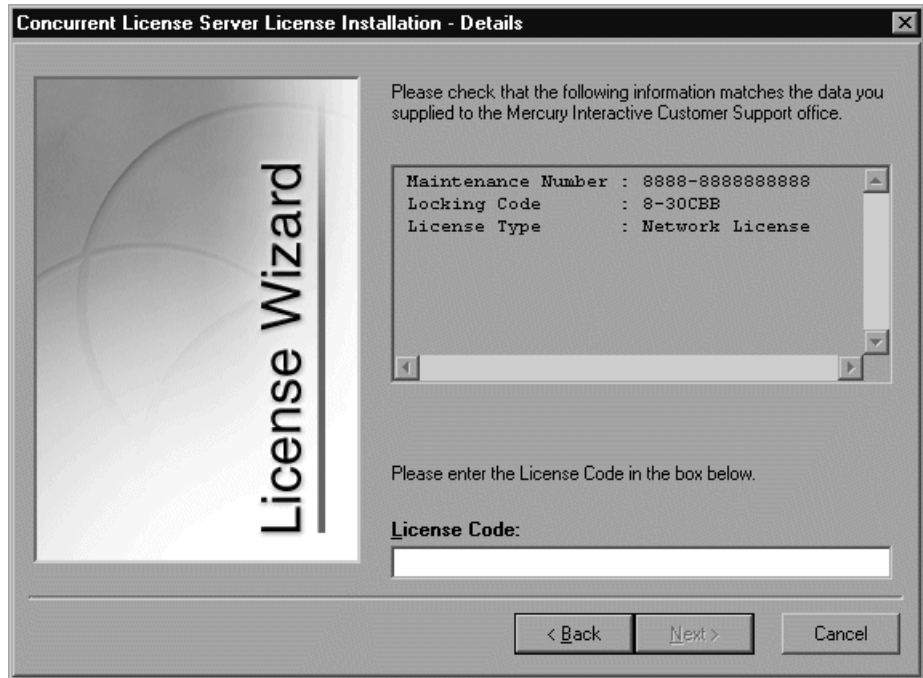 Concurrent License Server License Installation - Details
License Wizard
Please check that the following information matches the data you
supplied to the Mercury Interactive Customer Support office.
Maintenance Number : 8888-8888888888
Locking Code : 8-30CBB
License Type : Network License
Please enter the License Code in the box below.
License Code:
< Back
Next >
Cancel